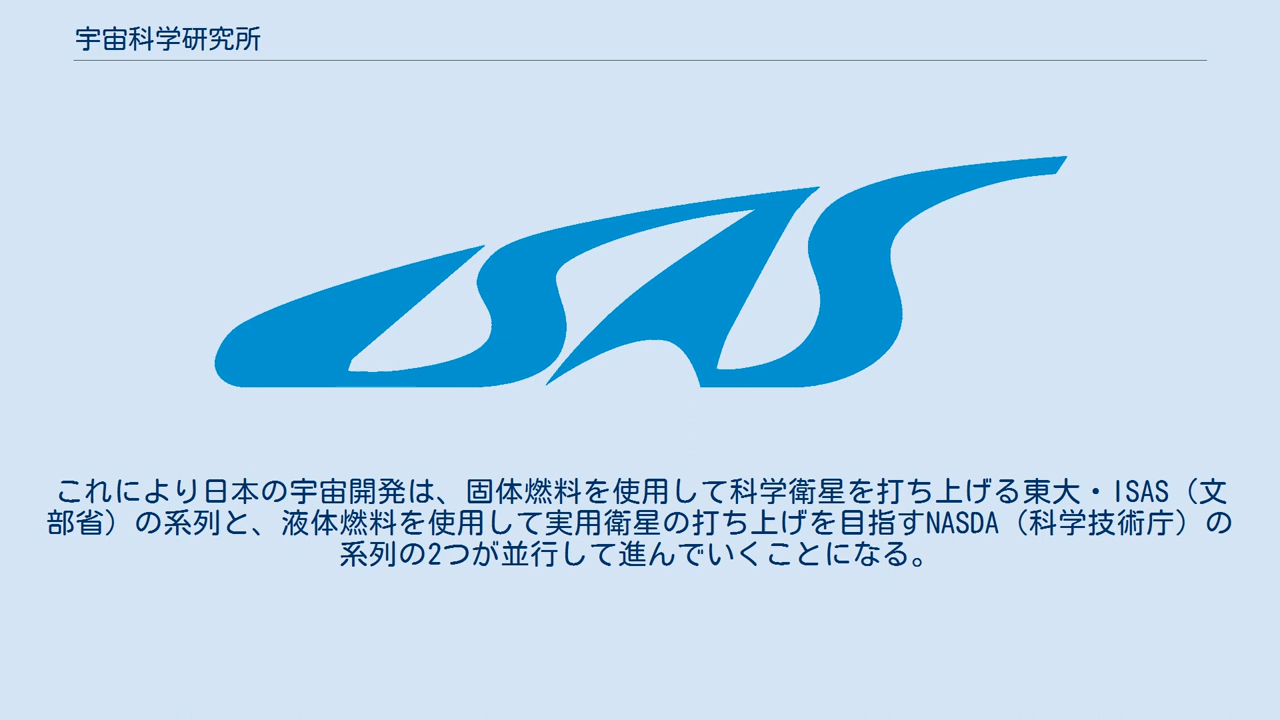 宇宙科学研究所
ISAS
これにより日本の宇宙開発は、固体燃料を使用して科学衛星を打ち上げる東大・ISAS（文
部省）の系列と、液体燃料を使用して実用衛星の打ち上げを目指すNASDA（科学技術庁）の
系列の2つが並行して進んでいくことになる。